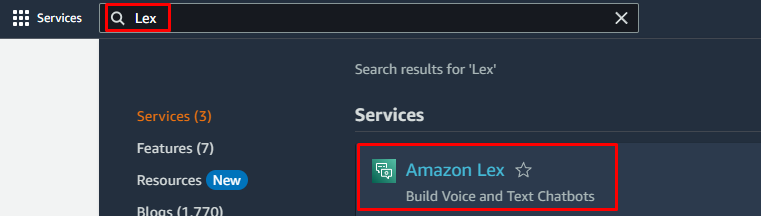 Services
Lex
Search results for 'Lex'
Services (3)
Features (7)
Resources New
Blogs (1,770)
Services
Amazon Lex
Build Voice and Text Chatbots